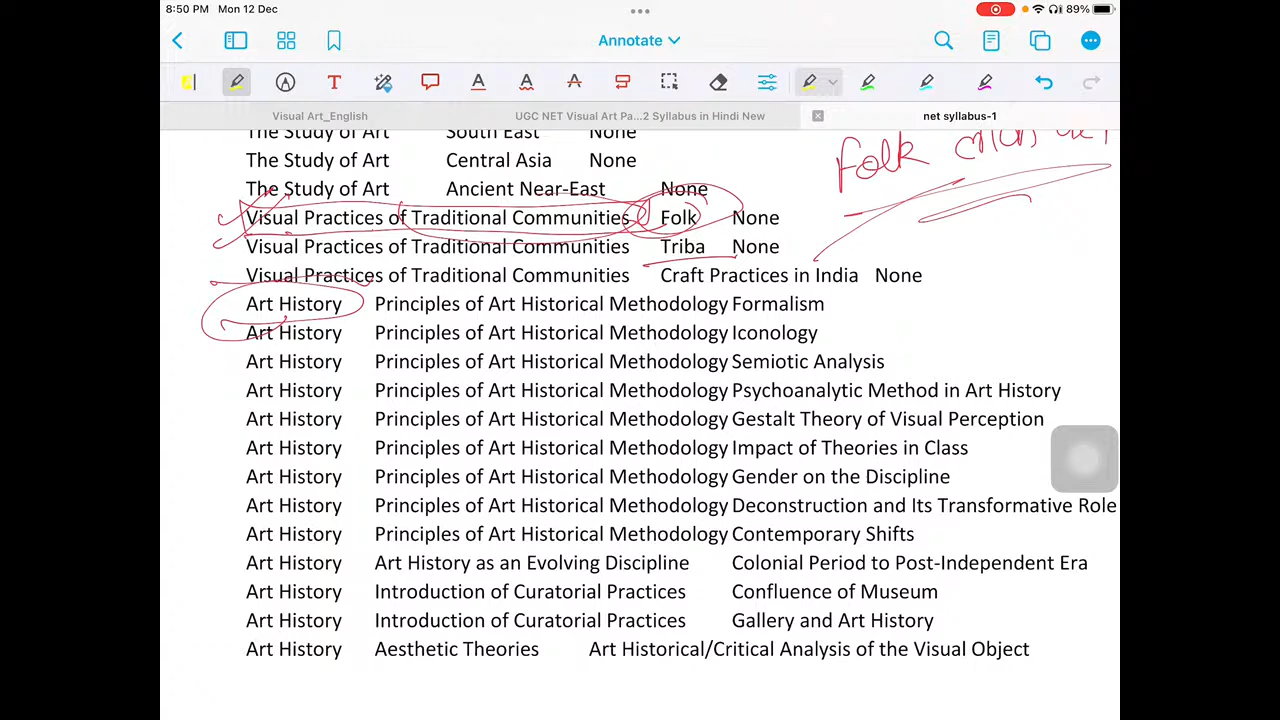 8:50 PM Mon 12 Dec
89%
Annotate
T
Visual Art_English
UGC NET Visual Art Pa...2 Syllabus in Hindi New
net syllabus-1
The Study of Art South East None
The Study of Art Central Asia None
The Study of Art Ancient Near-East None
Folk
Visual Practices of Traditional Communities Folk None
Visual Practices of Traditional Communities Triba None
Visual Practices of Traditional Communities Craft Practices in India None
Art History Principles of Art Historical Methodology Formalism
Art History Principles of Art Historical Methodology Iconology
Art History Principles of Art Historical Methodology Semiotic Analysis
Art History Principles of Art Historical Methodology Psychoanalytic Method in Art History
Art History Principles of Art Historical Methodology Gestalt Theory of Visual Perception
Art History Principles of Art Historical Methodology Impact of Theories in Class
Art History Principles of Art Historical Methodology Gender on the Discipline
Art History Principles of Art Historical Methodology Deconstruction and Its Transformative Role
Art History Principles of Art Historical Methodology Contemporary Shifts
Art History Art History as an Evolving Discipline Colonial Period to Post-Independent Era
Art History Introduction of Curatorial Practices Confluence of Museum
Art History Introduction of Curatorial Practices Gallery and Art History
Art History Aesthetic Theories Art Historical/Critical Analysis of the Visual Object